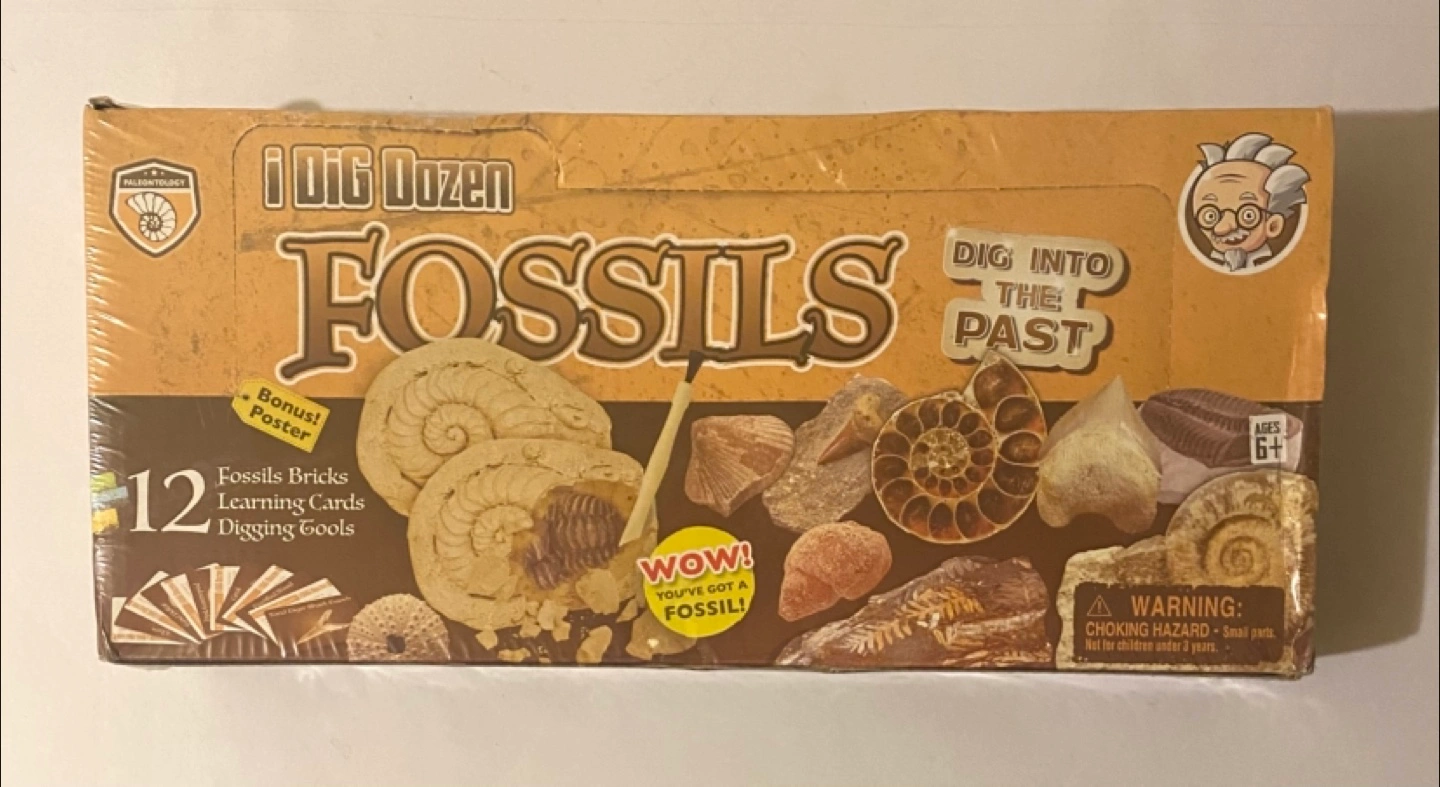 PALEONTOLOGY
i DiG Dozen
FOSSILS
DIG INTO
THE
PAST
Bonus!
Poster
AGES
6+
12 Fossils Bricks
Learning Cards
Digging Tools
WOW!
YOU'VE GOT A
FOSSIL!
WARNING:
CHOKING HAZARD • Small parts.
Not for children under 3 years.